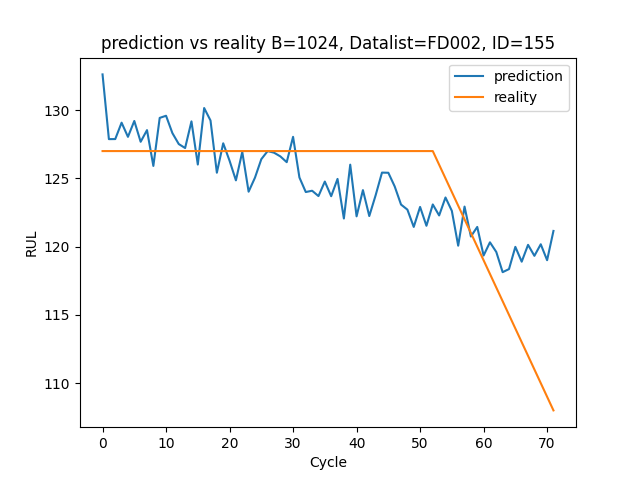 prediction vs reality B=1024, Datalist=FD002, ID=155
prediction
reality
130
125
120
115
110
RUL
0 10 20 30 40 50 60 70
Cycle